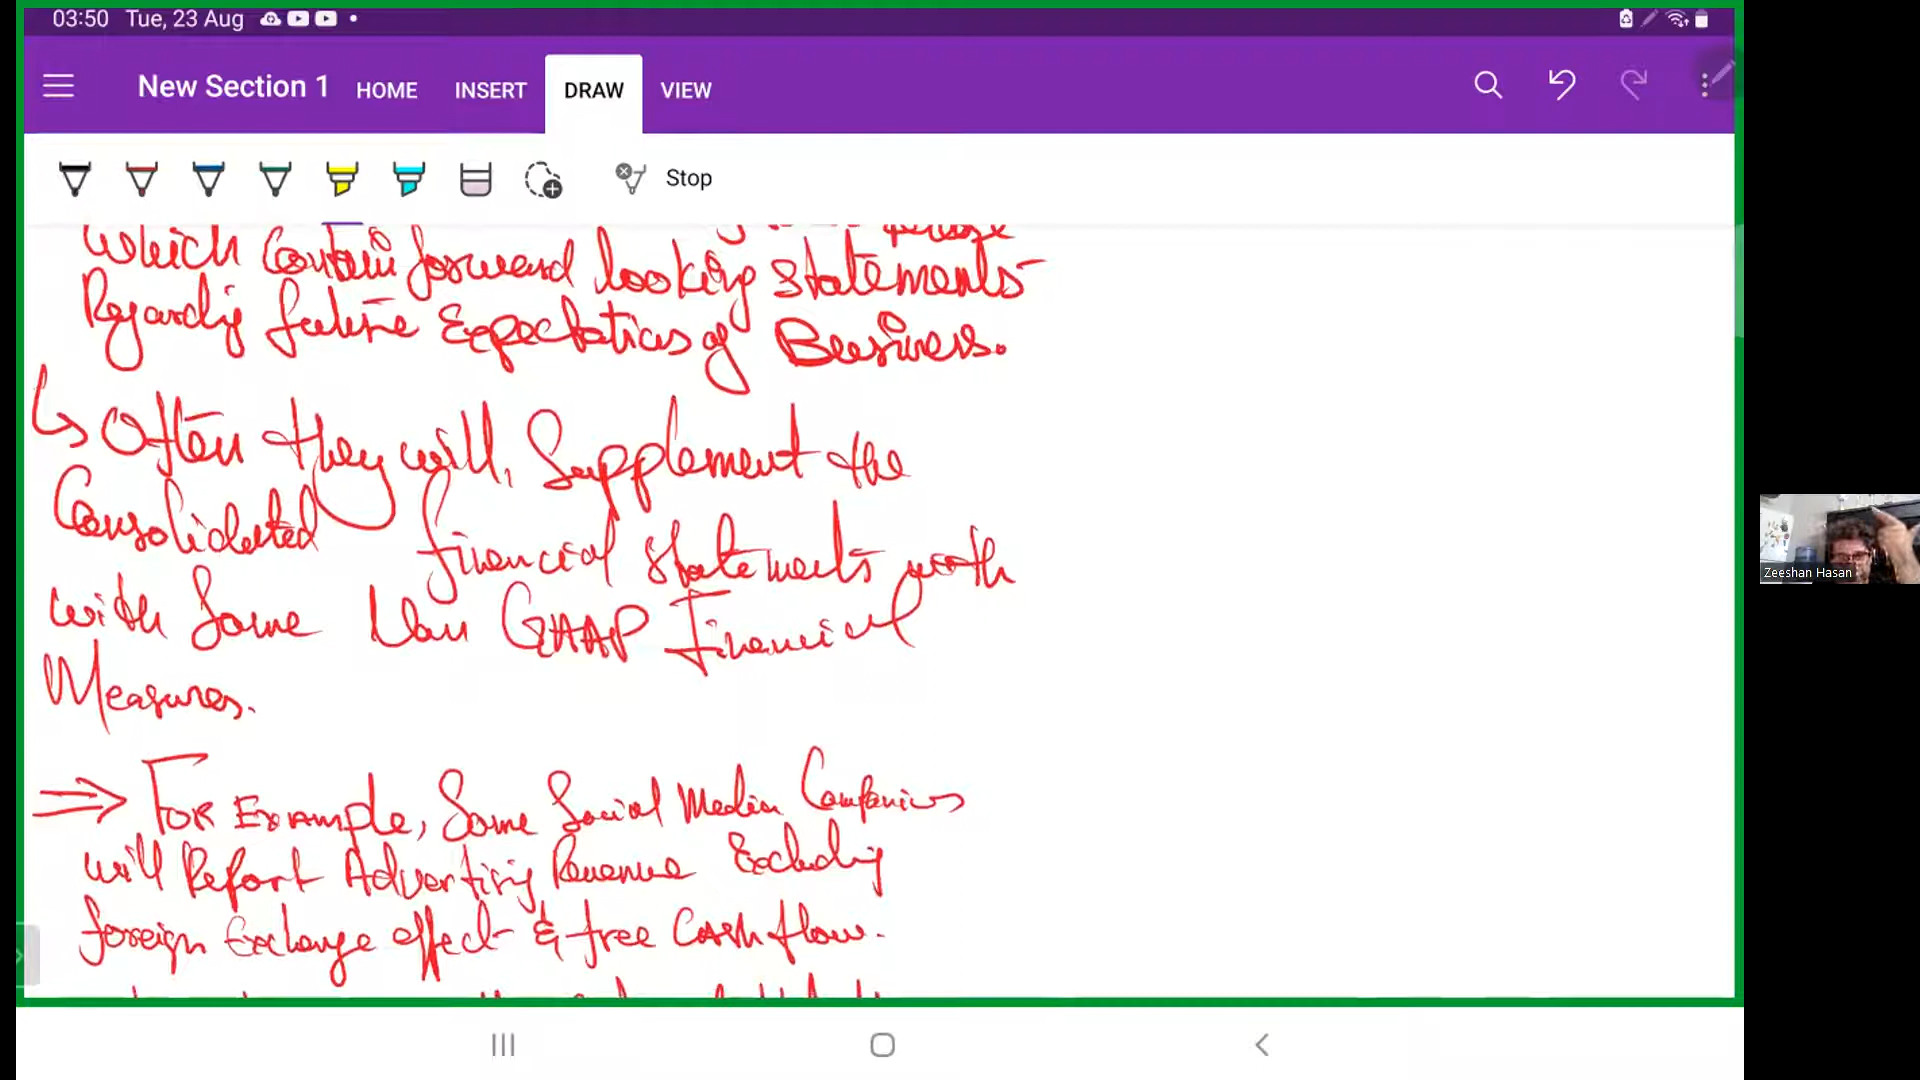 03:50 Tue, 23 Aug
New Section 1 HOME INSERT DRAW VIEW
Stop
which contain forward looking statements
Regarding future Expectations of Business.
↳ Often they will, Supplement the
Consolidated financial statements with
with Some Non GAAP Financial
Measures.
⇒ FOR Example, Some Social Media Companies
will Report Advertising Revenue Excluding
foreign Exchange effect & free Cash flow.
Zeeshan Hasan